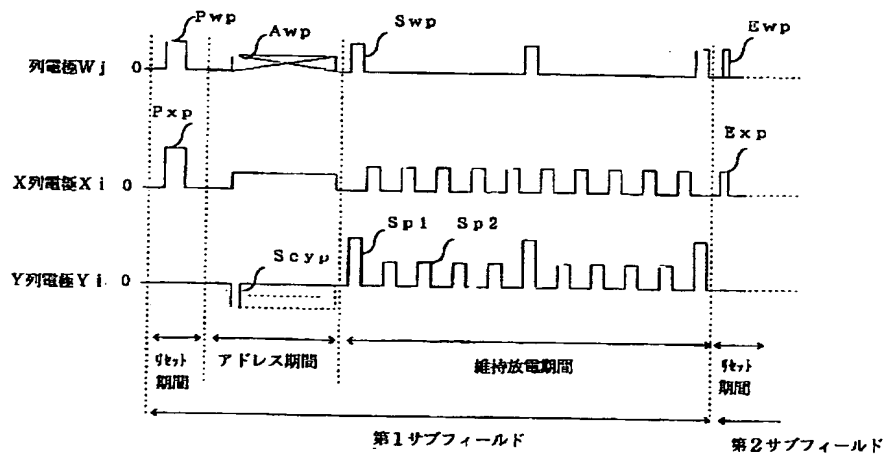 Pwp
Awp
Swp
Ewp
列電極Wj 0
Pxp
Exp
X列電極Xi 0
Sp1
Sp2
Scyp
Y列電極Yi 0
リセット
期間
アドレス期間
維持放電期間
リセット
期間
第1サブフィールド
第2サブフィールド